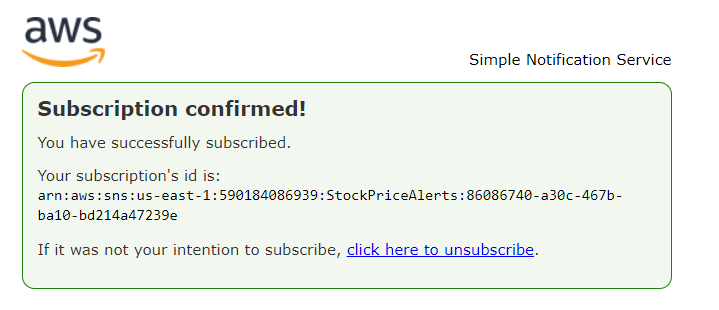 aws
Simple Notification Service
Subscription confirmed!
You have successfully subscribed.
Your subscription's id is:
arn:aws:sns:us-east-1:590184086939:StockPriceAlerts:86086740-a30c-467b-
ba10-bd214a47239e
If it was not your intention to subscribe, click here to unsubscribe.